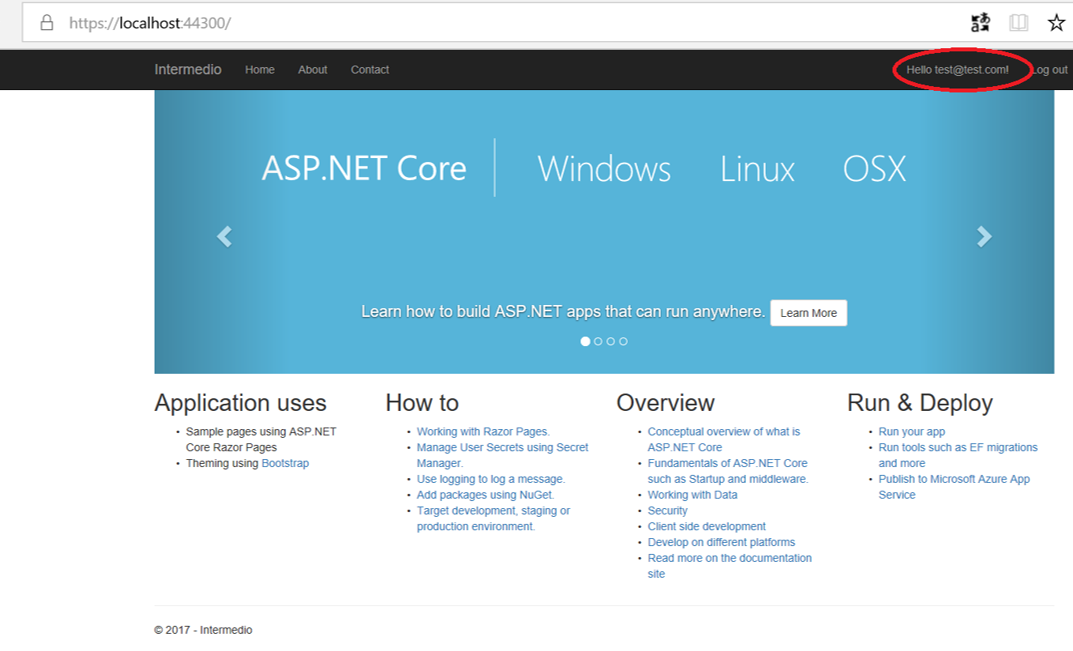 https://localhost:44300/
Intermedio Home About Contact Hello test@test.com! Log out
ASP.NET Core Windows Linux OSX
Learn how to build ASP.NET apps that can run anywhere. Learn More
Application uses
Sample pages using ASP.NET
Core Razor Pages
Theming using Bootstrap
How to
Working with Razor Pages.
Manage User Secrets using Secret
Manager.
Use logging to log a message.
Add packages using NuGet.
Target development, staging or
production environment.
Overview
Conceptual overview of what is
ASP.NET Core
Fundamentals of ASP.NET Core
such as Startup and middleware.
Working with Data
Security
Client side development
Develop on different platforms
Read more on the documentation
site
Run & Deploy
Run your app
Run tools such as EF migrations
and more
Publish to Microsoft Azure App
Service
© 2017 - Intermedio